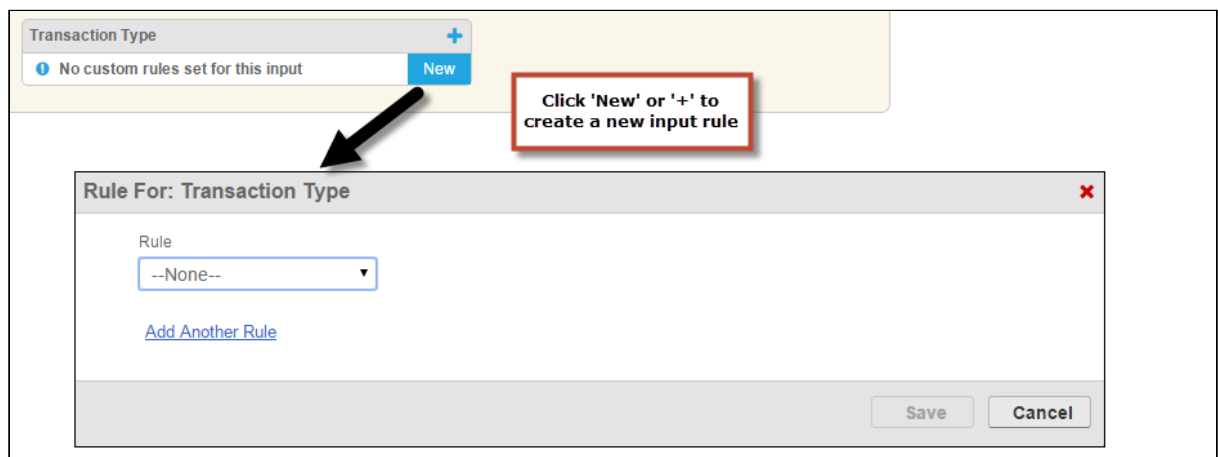 Transaction Type +
No custom rules set for this input New
Click 'New' or '+' to
create a new input rule
Rule For: Transaction Type
Rule
--None--
Add Another Rule
Save Cancel